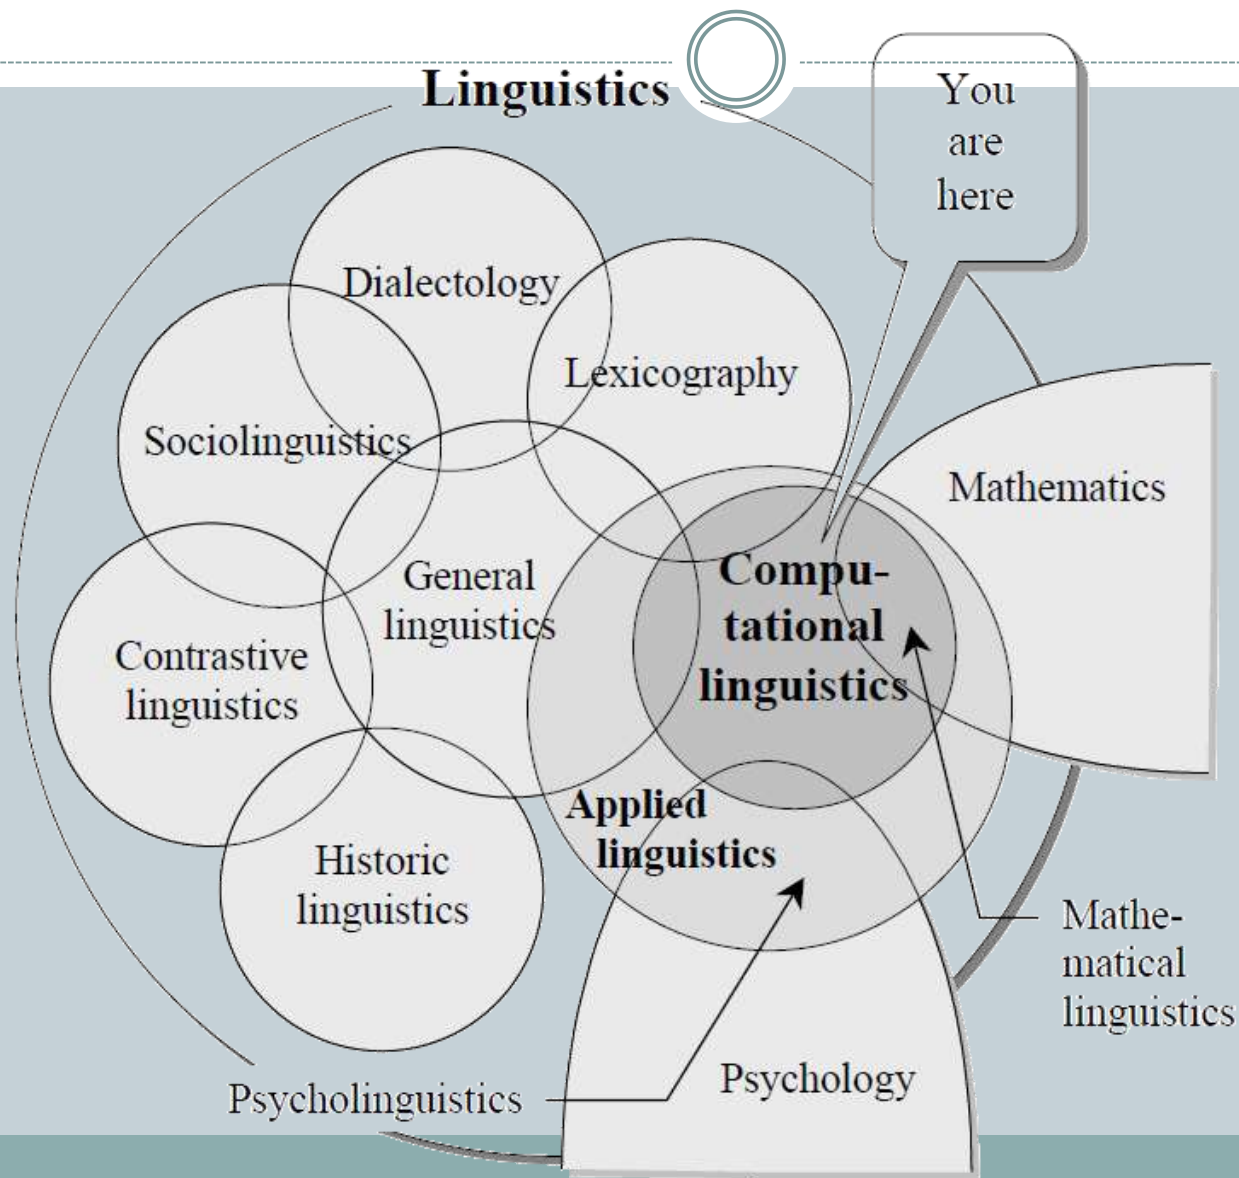 Linguistics
You
are
here
Dialectology
Lexicography
Sociolinguistics
Mathematics
General
linguistics
Compu-
tational
linguistics
Contrastive
linguistics
Applied
linguistics
Historic
linguistics
Mathe-
matical
linguistics
Psychology
Psycholinguistics